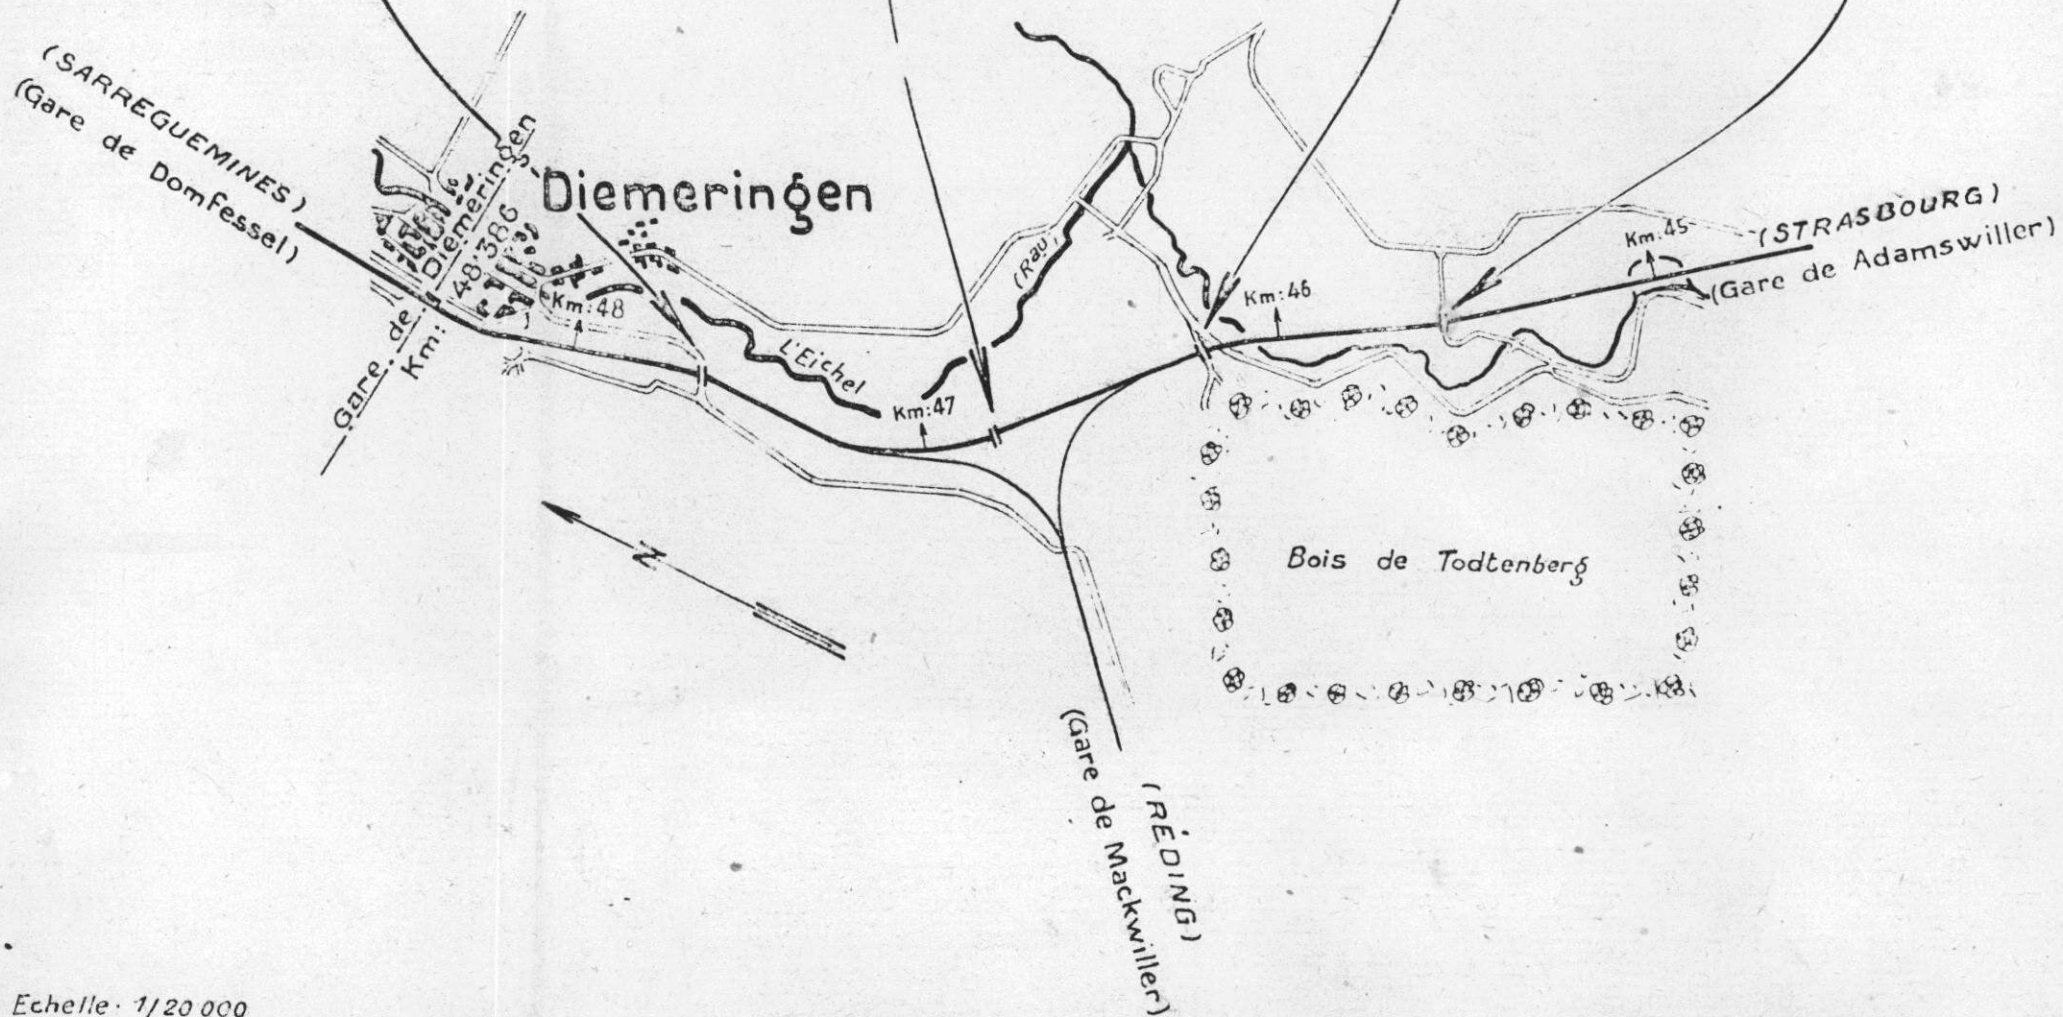 (SARREGUEMINES)
(Gare de Domfessel)
Gare de Diemeringen
Km: 48.386
Diemeringen
Km:48
L'Eichel
Km:47
(Rau)
Km:46
Km:45
(STRASBOURG)
(Gare de Adamswiller)
N
Bois de Todtenberg
(Gare de Mackwiller)
(RÉDING)
Echelle. 1/20 000